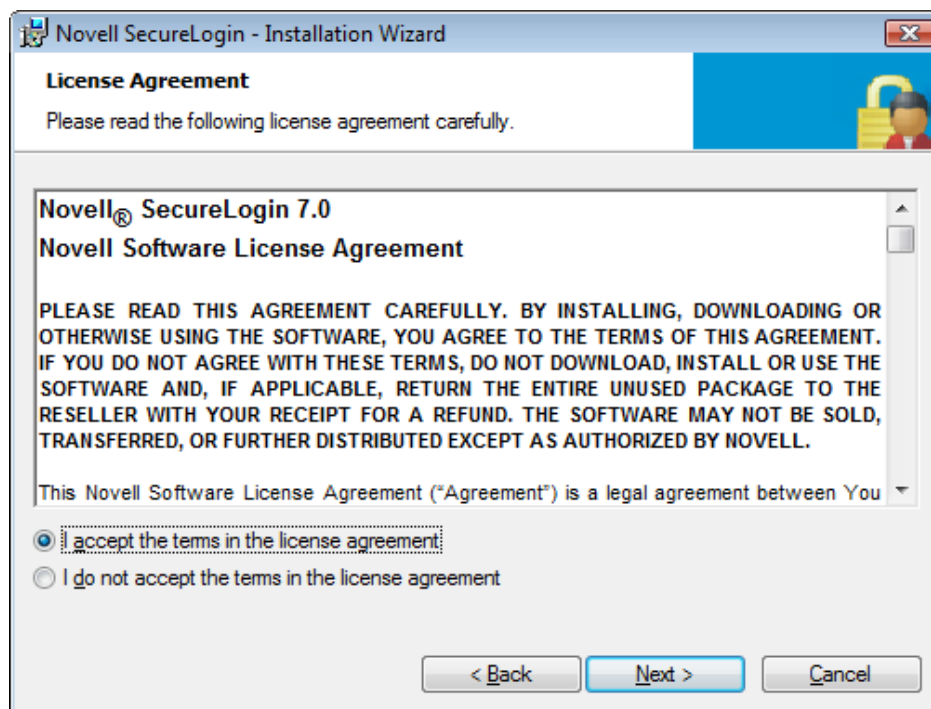 Novell SecureLogin - Installation Wizard
License Agreement
Please read the following license agreement carefully.
Novell® SecureLogin 7.0
Novell Software License Agreement
PLEASE READ THIS AGREEMENT CAREFULLY. BY INSTALLING, DOWNLOADING OR
OTHERWISE USING THE SOFTWARE, YOU AGREE TO THE TERMS OF THIS AGREEMENT.
IF YOU DO NOT AGREE WITH THESE TERMS, DO NOT DOWNLOAD, INSTALL OR USE THE
SOFTWARE AND, IF APPLICABLE, RETURN THE ENTIRE UNUSED PACKAGE TO THE
RESELLER WITH YOUR RECEIPT FOR A REFUND. THE SOFTWARE MAY NOT BE SOLD,
TRANSFERRED, OR FURTHER DISTRIBUTED EXCEPT AS AUTHORIZED BY NOVELL.
This Novell Software License Agreement (“Agreement”) is a legal agreement between You
I accept the terms in the license agreement
I do not accept the terms in the license agreement
< Back
Next >
Cancel